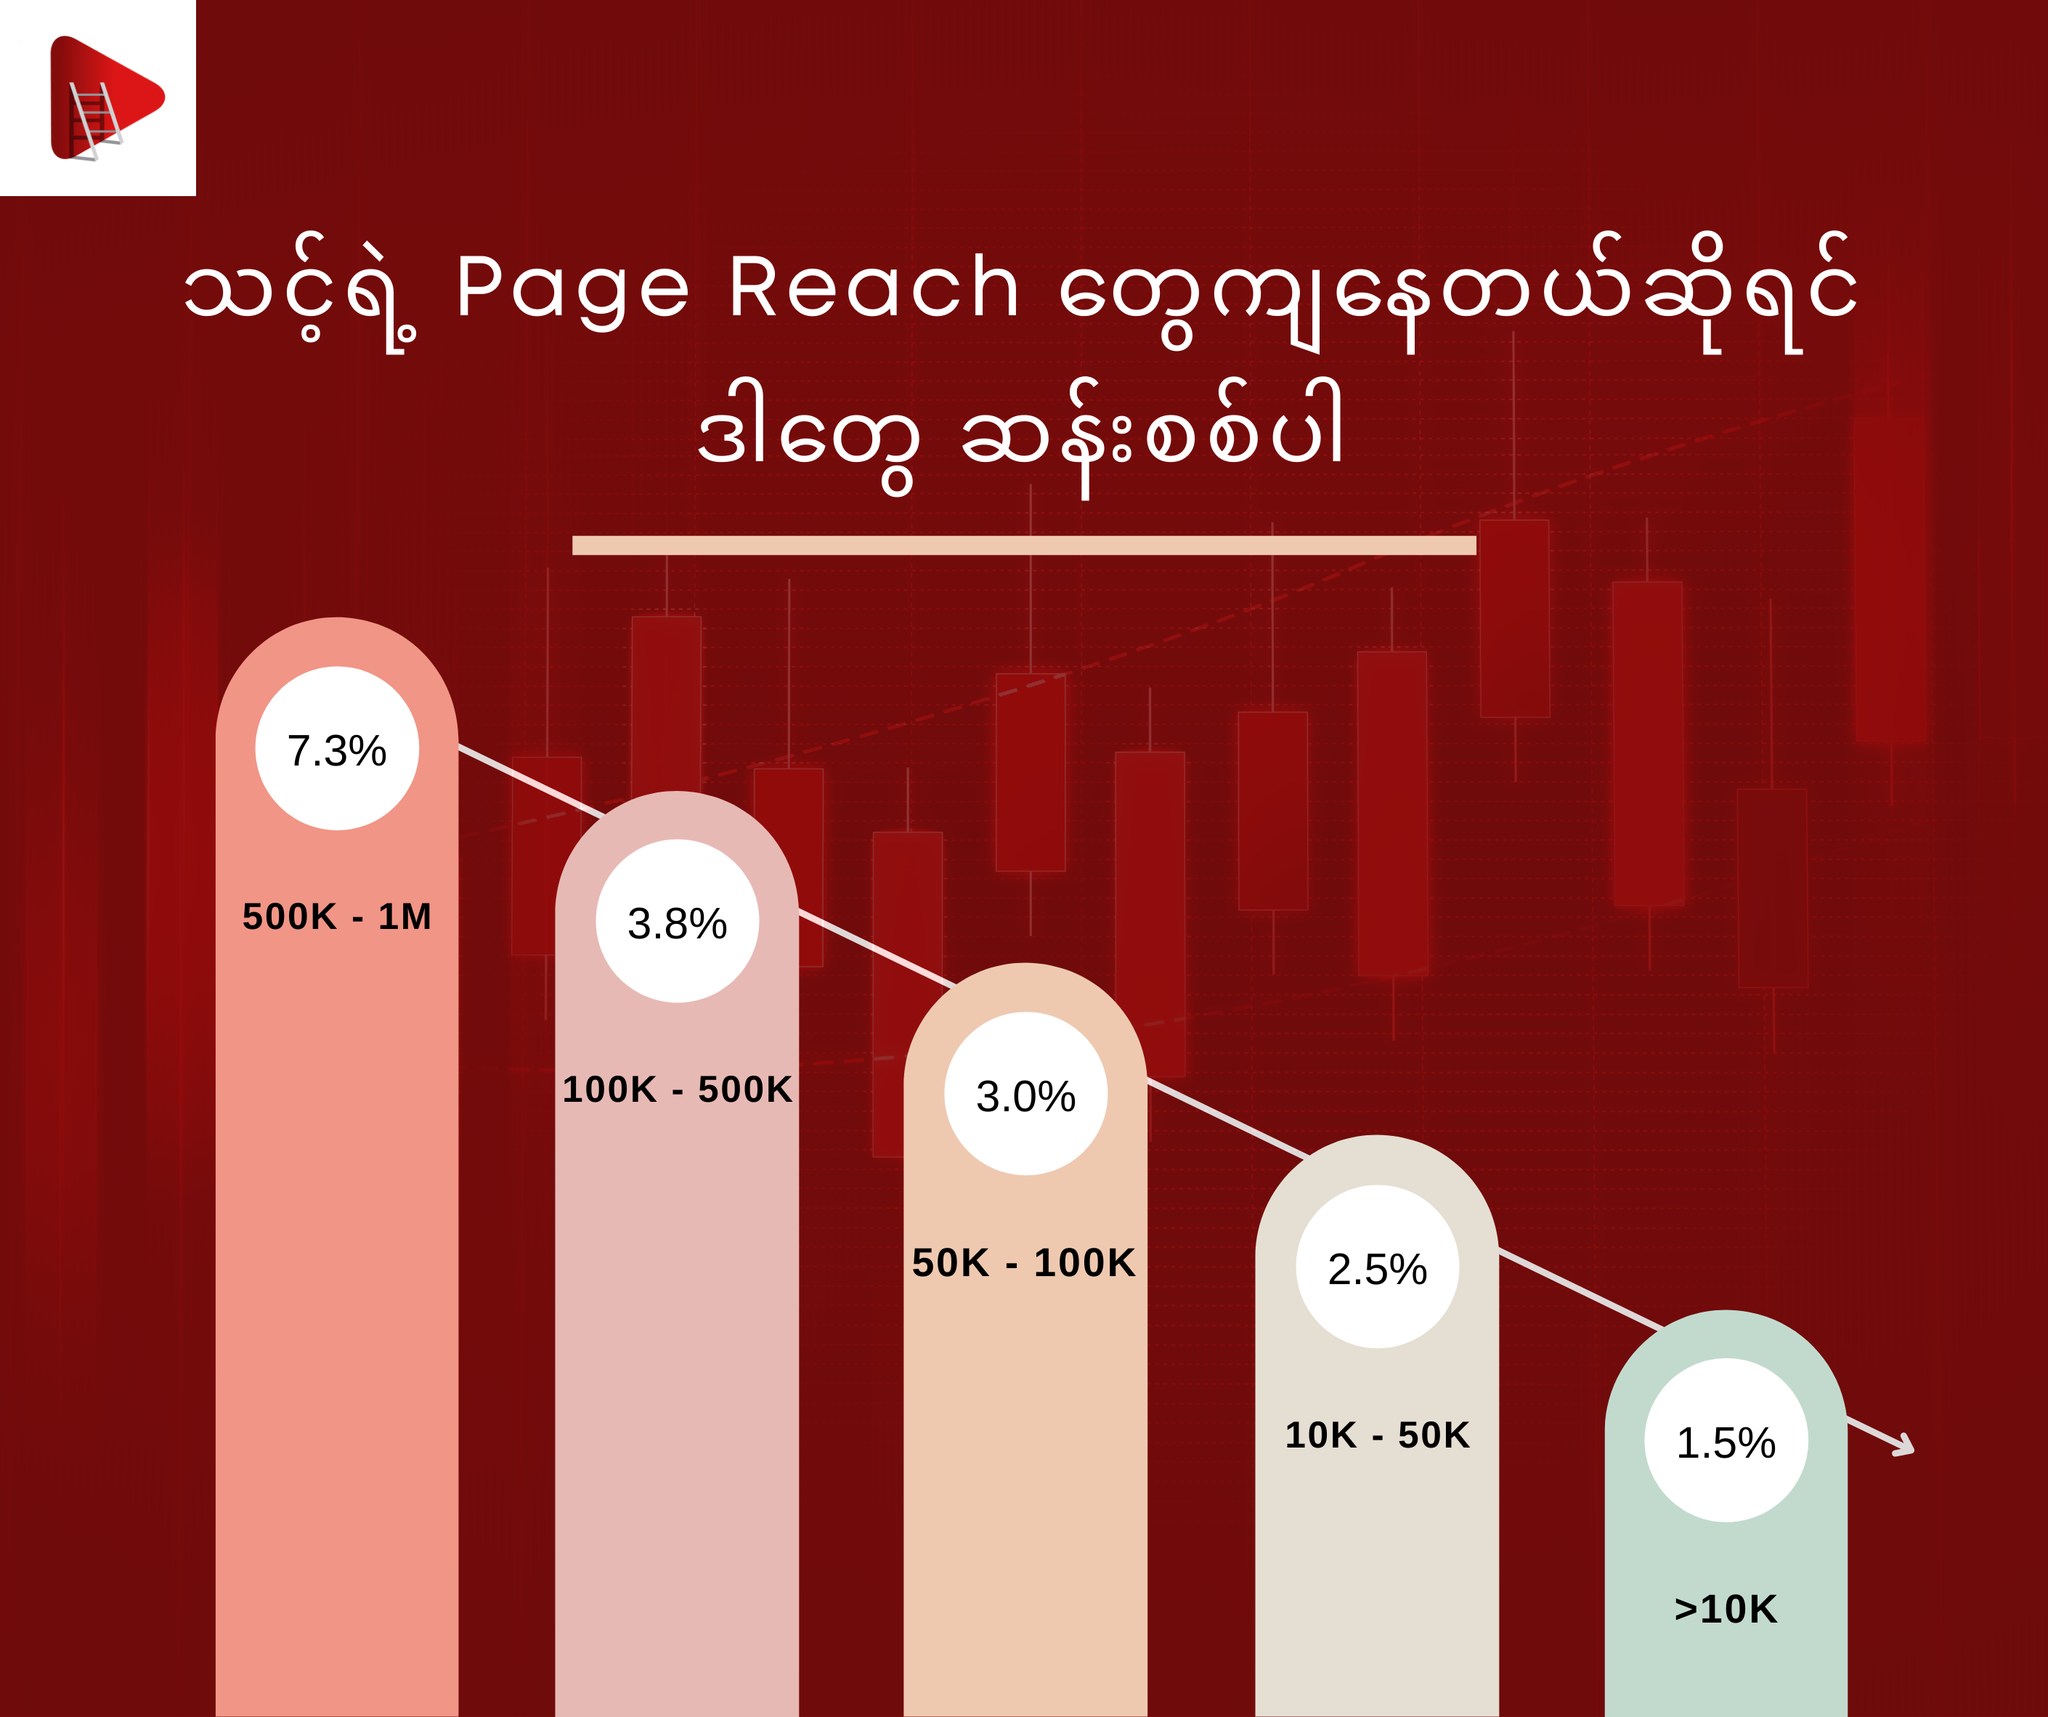 သင့်ရဲ့ Page Reach တွေကျနေတယ်ဆိုရင်
ဒါတွေ ဆန်းစစ်ပါ
7.3%
500K - 1M
3.8%
100K - 500K
3.0%
50K - 100K
2.5%
10K - 50K
1.5%
>10K